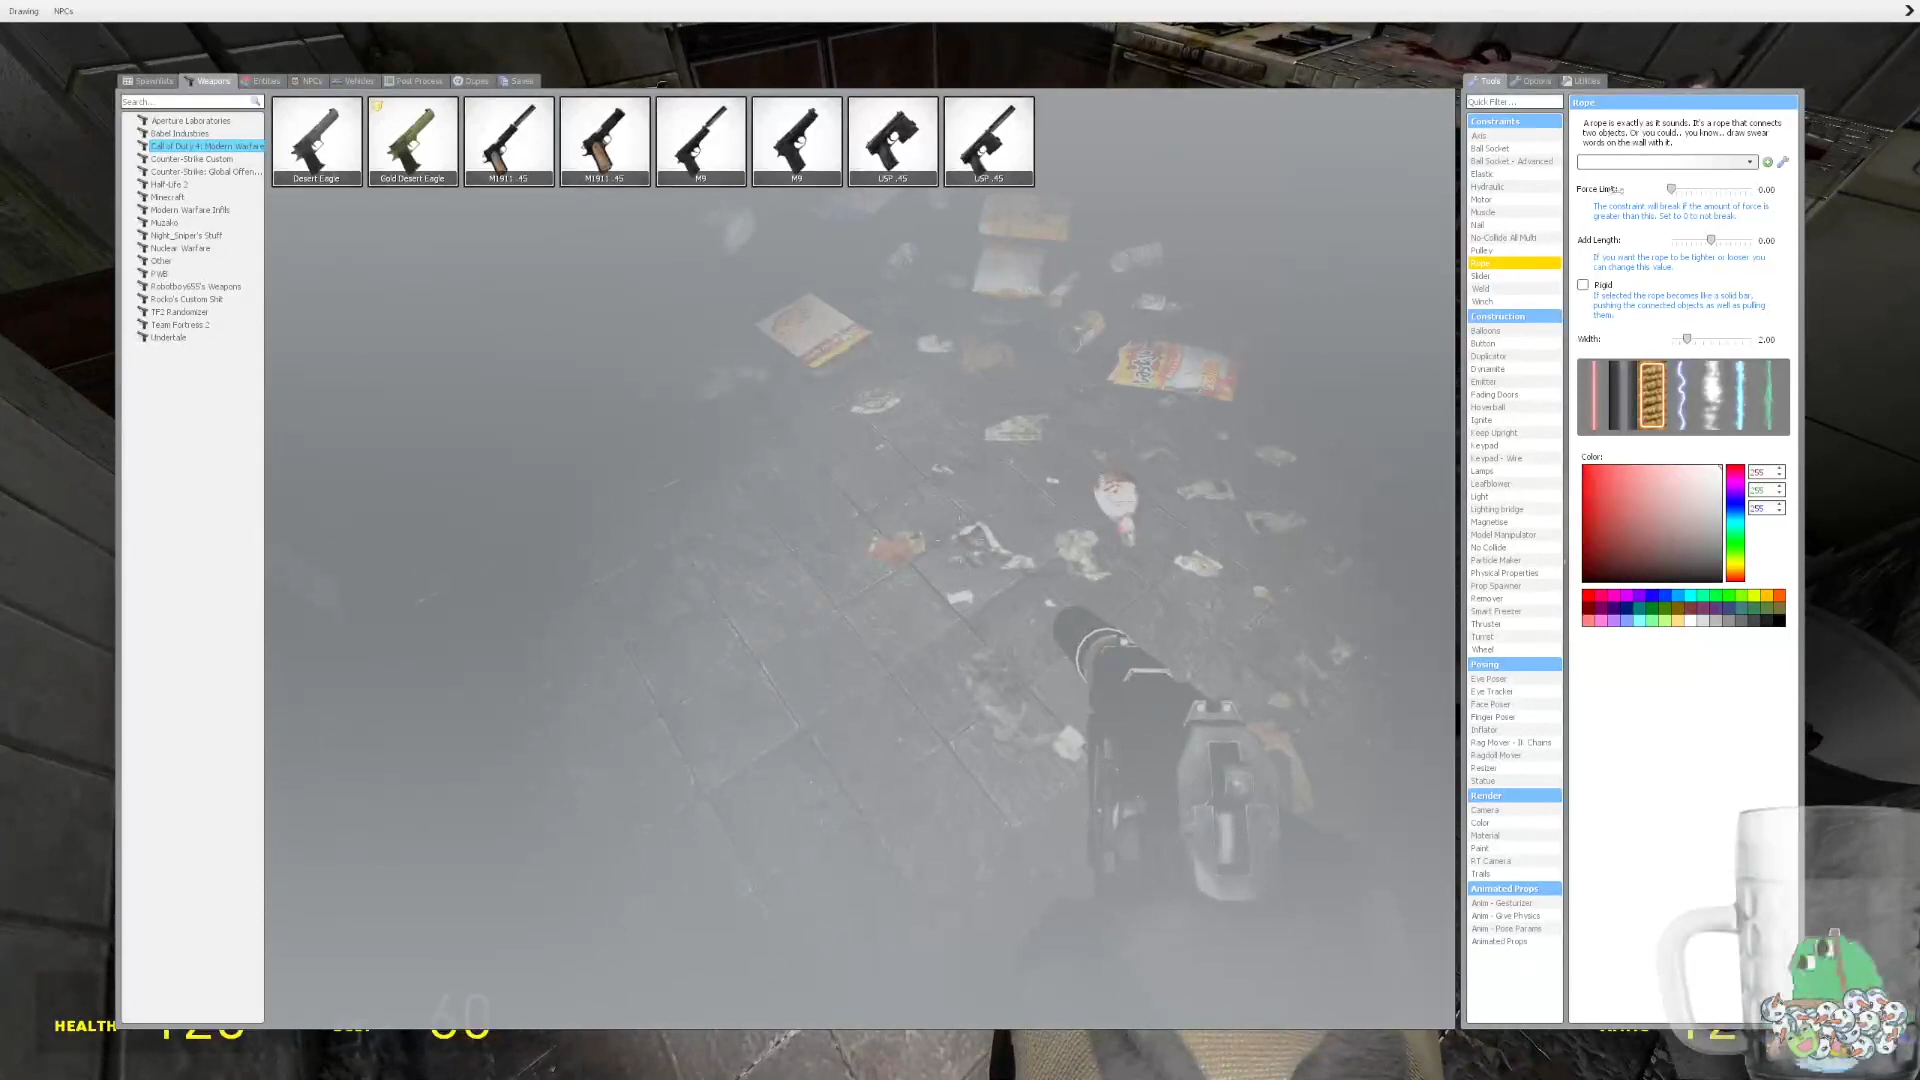 Drawing NPCs
Spawnlists Weapons Entities NPCs Vehicles Post Process Dupes Saves
Search...
Aperture Laboratories
Babel Industries
Call of Duty 4: Modern Warfare
Counter-Strike Custom
Counter-Strike: Global Offen...
Half-Life 2
Minecraft
Modern Warfare Infils
Muzako
Night_Sniper's Stuff
Nuclear Warfare
Other
PWB
Robotboy655's Weapons
Rocko's Custom Shit
TF2 Randomizer
Team Fortress 2
Undertale
Desert Eagle Gold Desert Eagle M1911 .45 M1911 .45 M9 M9 USP .45 USP .45
HEALTH
60
Tools Options Utilities
Quick Filter...
Constraints
Axis
Ball Socket
Ball Socket - Advanced
Elastic
Hydraulic
Motor
Muscle
Nail
No-Collide All Multi
Pulley
Rope
Slider
Weld
Winch
Construction
Balloons
Button
Duplicator
Dynamite
Emitter
Fading Doors
Hoverball
Ignite
Keep Upright
Keypad
Keypad - Wire
Lamps
Leafblower
Light
Lighting bridge
Magnetise
Model Manipulator
No Collide
Particle Maker
Physical Properties
Prop Spawner
Remover
Smart Freezer
Thruster
Turret
Wheel
Posing
Eye Poser
Eye Tracker
Face Poser
Finger Poser
Inflator
Rag Mover - IK Chains
Ragdoll Mover
Resizer
Statue
Render
Camera
Color
Material
Paint
RT Camera
Trails
Animated Props
Anim - Gesturizer
Anim - Give Physics
Anim - Pose Params
Animated Props
Rope
A rope is exactly as it sounds. It's a rope that connects
two objects. Or you could.. you know.. draw swear
words on the wall with it.
Force Limit: 0.00
The constraint will break if the amount of force is
greater than this. Set to 0 to not break.
Add Length: 0.00
If you want the rope to be tighter or looser you
can change this value.
Rigid
If selected the rope becomes like a solid bar,
pushing the connected objects as well as pulling
them.
Width: 2.00
Color:
255
255
255